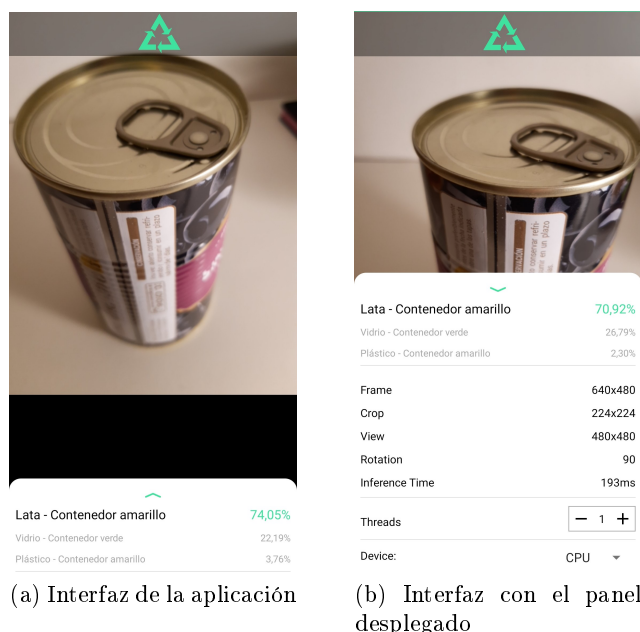 Lata - Contenedor amarillo 74,05%
Vidrio - Contenedor verde 22,19%
Plástico - Contenedor amarillo 3,76%
(a) Interfaz de la aplicación
Lata - Contenedor amarillo 70,92%
Vidrio - Contenedor verde 26,79%
Plástico - Contenedor amarillo 2,30%
Frame 640x480
Crop 224x224
View 480x480
Rotation 90
Inference Time 193ms
Threads 1
Device: CPU
(b) Interfaz con el panel
desplegado